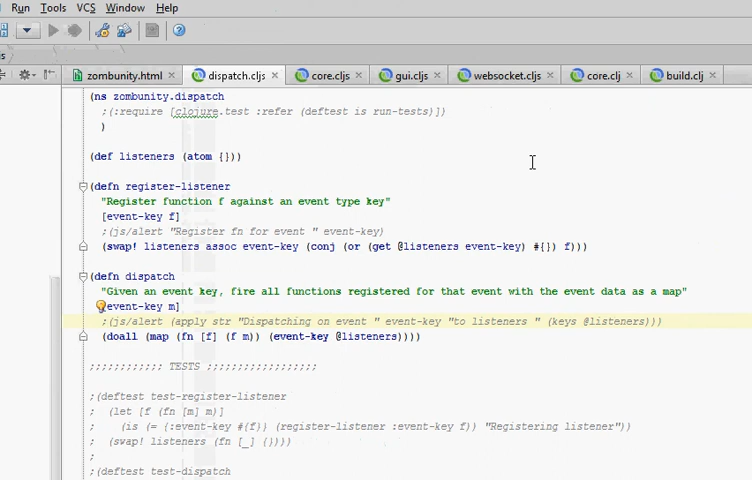 Run Tools VCS Window Help
zombunity.html dispatch.cljs core.cljs gui.cljs websocket.cljs core.clj build.clj
(ns zombunity.dispatch
;(:require [clojure.test :refer (deftest is run-tests)])
)
(def listeners (atom {}))
(defn register-listener
"Register function f against an event type key"
[event-key f]
;(js/alert "Register fn for event " event-key)
(swap! listeners assoc event-key (conj (or (get @listeners event-key) #{}) f)))
(defn dispatch
"Given an event key, fire all functions registered for that event with the event data as a map"
[event-key m]
;(js/alert (apply str "Dispatching on event " event-key "to listeners " (keys @listeners)))
(doall (map (fn [f] (f m)) (event-key @listeners))))
;;;;;;;;;;;; TESTS ;;;;;;;;;;;;;;;;;;
;(deftest test-register-listener
; (let [f (fn [m] m)]
; (is (= {:event-key #{f}} (register-listener :event-key f)) "Registering listener"))
; (swap! listeners (fn [_] {})))
;
;(deftest test-dispatch